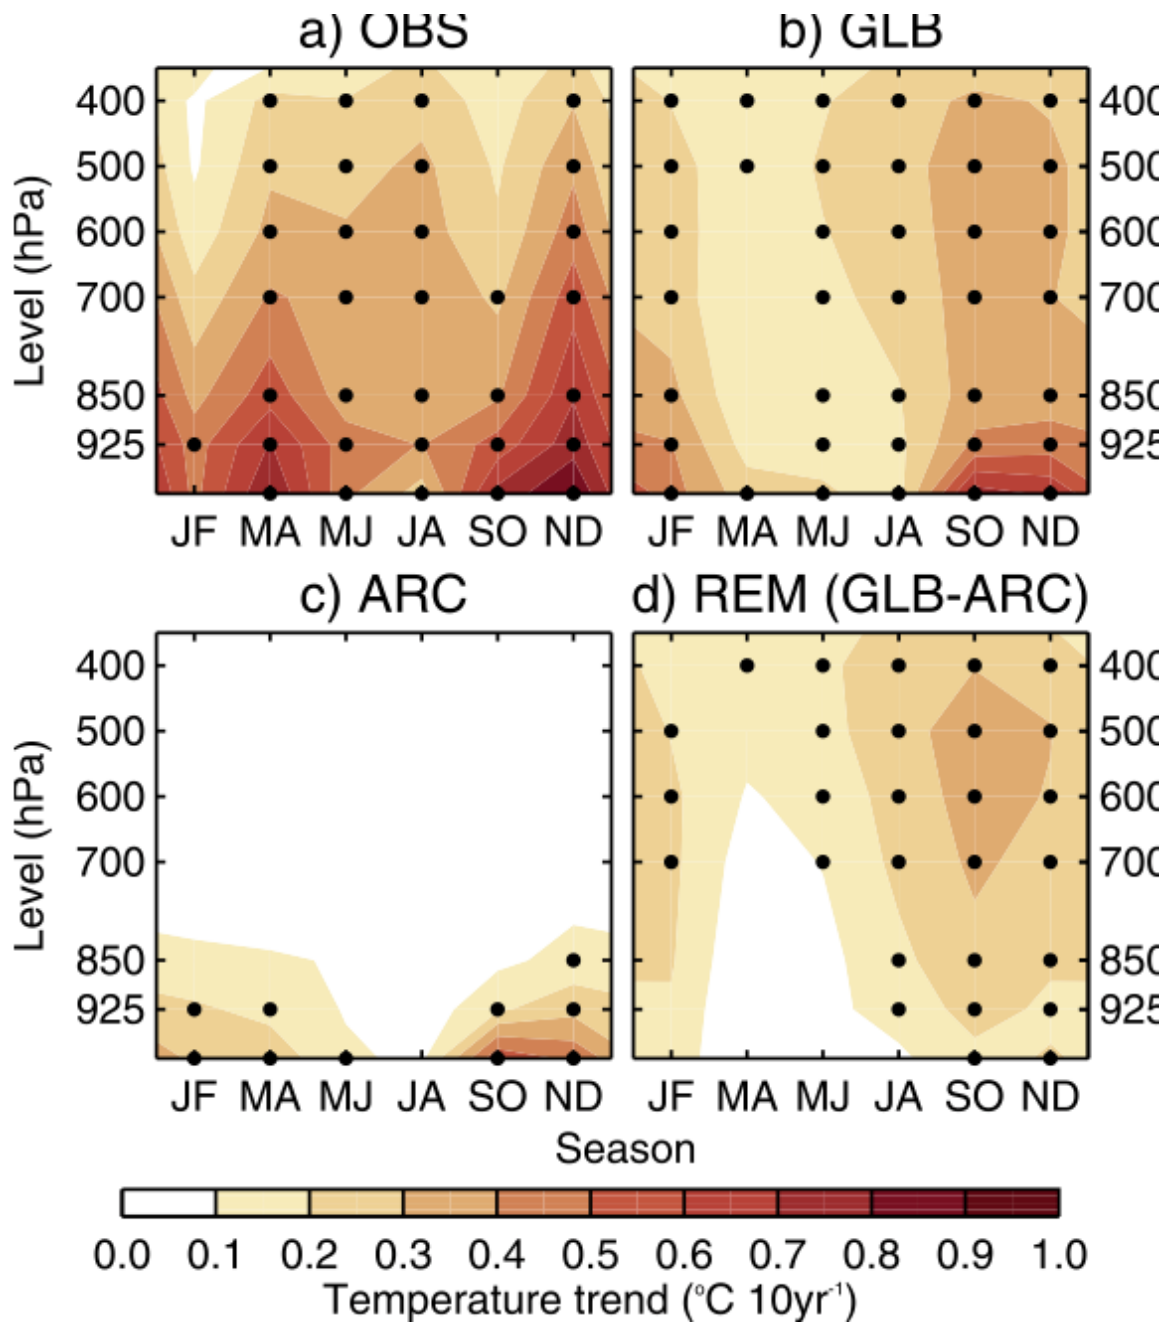 a) OBS b) GLB
400 400
500 500
600 600
700 700
850 850
925 925
Level (hPa)
JF MA MJ JA SO ND JF MA MJ JA SO ND
c) ARC d) REM (GLB-ARC)
400 400
500 500
600 600
700 700
850 850
925 925
Level (hPa)
JF MA MJ JA SO ND JF MA MJ JA SO ND
Season
0.0 0.1 0.2 0.3 0.4 0.5 0.6 0.7 0.8 0.9 1.0
Temperature trend (°C 10yr⁻¹)